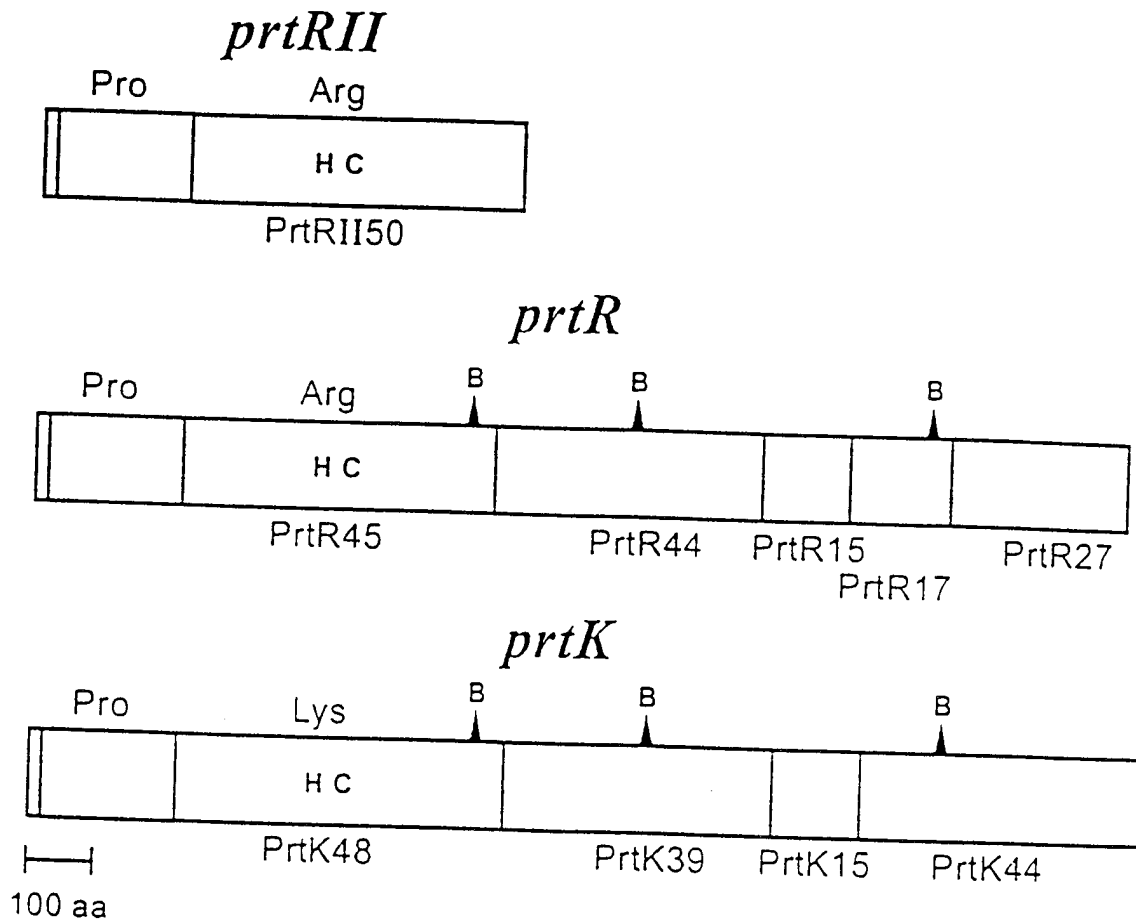 prtRII
Pro Arg
H C
PrtRII50
prtR
Pro Arg B B B
H C
PrtR45 PrtR44 PrtR15 PrtR27
PrtR17
prtK
Pro Lys B B B
H C
PrtK48 PrtK39 PrtK15 PrtK44
100 aa